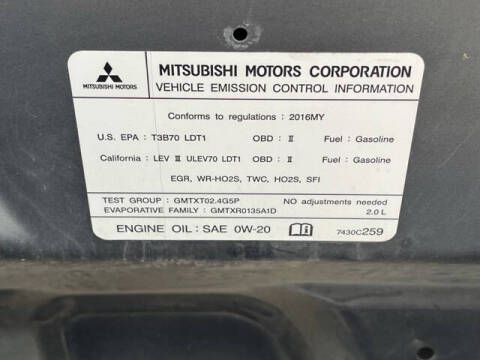 MITSUBISHI MOTORS
MITSUBISHI MOTORS CORPORATION
VEHICLE EMISSION CONTROL INFORMATION
Conforms to regulations : 2016MY
U.S. EPA : T3B70 LDT1 OBD : II Fuel : Gasoline
California : LEV III ULEV70 LDT1 OBD : II Fuel : Gasoline
EGR, WR-HO2S, TWC, HO2S, SFI
TEST GROUP : GMTXT02.4G5P NO adjustments needed
EVAPORATIVE FAMILY : GMTXR0135A1D 2.0 L
ENGINE OIL: SAE 0W-20 7430C259